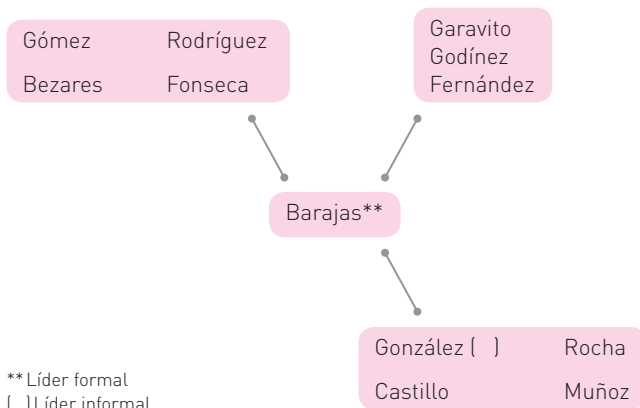 Gómez Rodríguez
Bezares Fonseca
Garavito
Godínez
Fernández
Barajas**
González ( ) Rocha
Castillo Muñoz
** Líder formal
( ) Líder informal